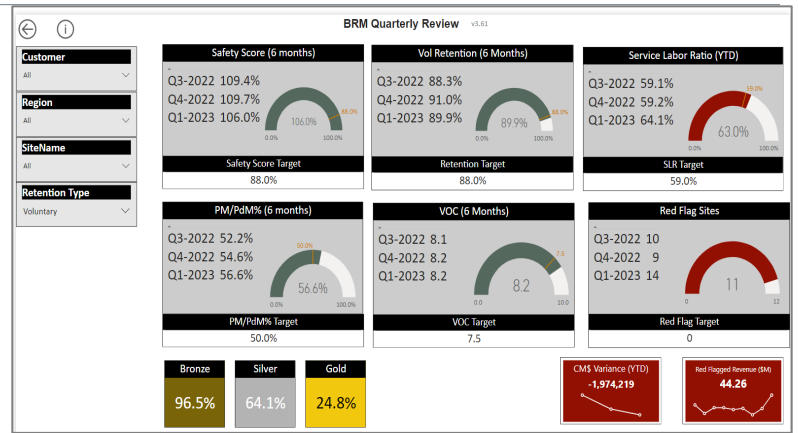 BRM Quarterly Review v3.61
Customer
All
Region
All
SiteName
All
Retention Type
Voluntary
Safety Score (6 months)
-
Q3-2022 109.4%
Q4-2022 109.7%
Q1-2023 106.0%
88.0%
106.0%
0.0% 100.0%
Safety Score Target
88.0%
Vol Retention (6 Months)
-
Q3-2022 88.3%
Q4-2022 91.0%
Q1-2023 89.9%
88.0%
89.9%
0.0% 100.0%
Retention Target
88.0%
Service Labor Ratio (YTD)
-
Q3-2022 59.1%
Q4-2022 59.2%
Q1-2023 64.1%
59.0%
63.0%
0.0% 100.0%
SLR Target
59.0%
PM/PdM% (6 months)
-
Q3-2022 52.2%
Q4-2022 54.6%
Q1-2023 56.6%
50.0%
56.6%
0.0% 100.0%
PM/PdM% Target
50.0%
VOC (6 Months)
-
Q3-2022 8.1
Q4-2022 8.2
Q1-2023 8.2
7.5
8.2
0.0 10.0
VOC Target
7.5
Red Flag Sites
-
Q3-2022 10
Q4-2022 9
Q1-2023 14
11
0 12
Red Flag Target
0
Bronze
96.5%
Silver
64.1%
Gold
24.8%
CM$ Variance (YTD)
-1,974,219
Red Flagged Revenue ($M)
44.26